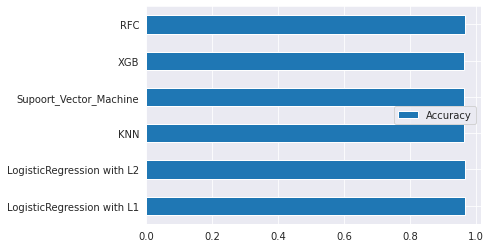 RFC
XGB
Supoort_Vector_Machine
Accuracy
KNN
LogisticRegression with L2
LogisticRegression with L1
0.0 0.2 0.4 0.6 0.8 1.0